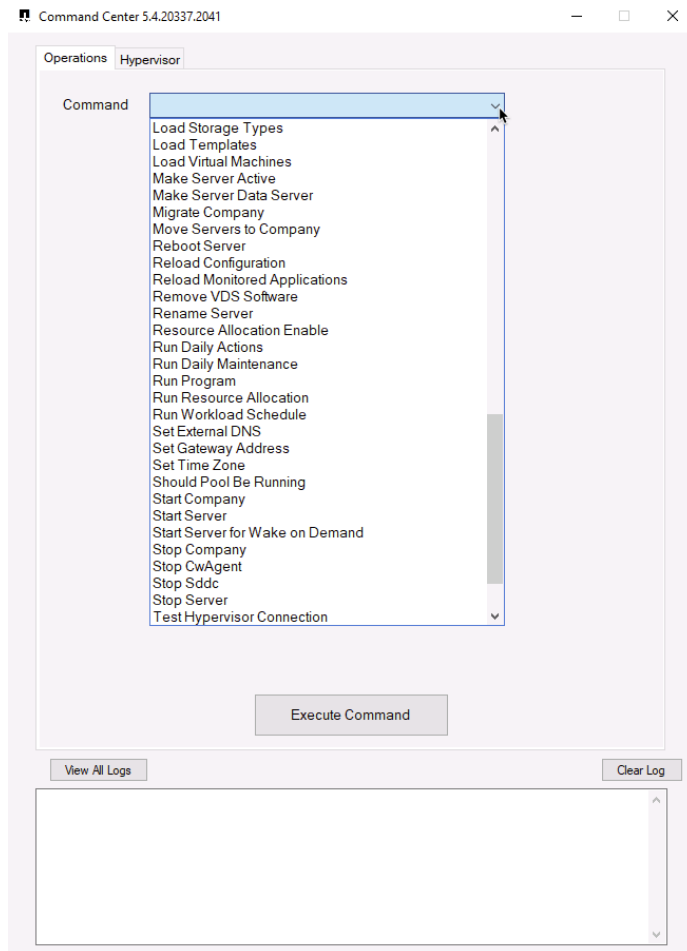 Command Center 5.4.20337.2041
Operations Hypervisor
Command
Load Storage Types
Load Templates
Load Virtual Machines
Make Server Active
Make Server Data Server
Migrate Company
Move Servers to Company
Reboot Server
Reload Configuration
Reload Monitored Applications
Remove VDS Software
Rename Server
Resource Allocation Enable
Run Daily Actions
Run Daily Maintenance
Run Program
Run Resource Allocation
Run Workload Schedule
Set External DNS
Set Gateway Address
Set Time Zone
Should Pool Be Running
Start Company
Start Server
Start Server for Wake on Demand
Stop Company
Stop CwAgent
Stop Sddc
Stop Server
Test Hypervisor Connection
Execute Command
View All Logs Clear Log